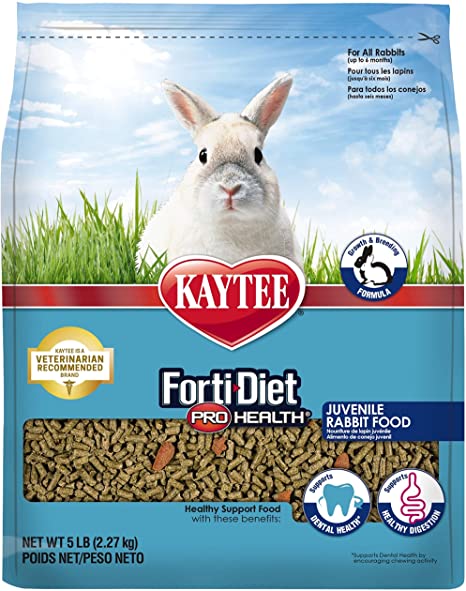 For All Rabbits
(up to 6 months)
Pour tous les lapins
(jusqu'à six mois)
Para todos los conejos
(hasta seis meses)
Growth & Breeding
FORMULA
KAYTEE®
KAYTEE IS A
VETERINARIAN
RECOMMENDED
BRAND
Forti-Diet
PRO HEALTH®
JUVENILE
RABBIT FOOD
Nourriture de lapin juvénile
Alimento de conejo juvenil
Healthy Support Food
with these benefits:
Supports
DENTAL HEALTH*
Supports
HEALTHY DIGESTION
NET WT 5 LB (2.27 kg)
POIDS NET/PESO NETO
*Supports Dental Health by
encouraging chewing activity